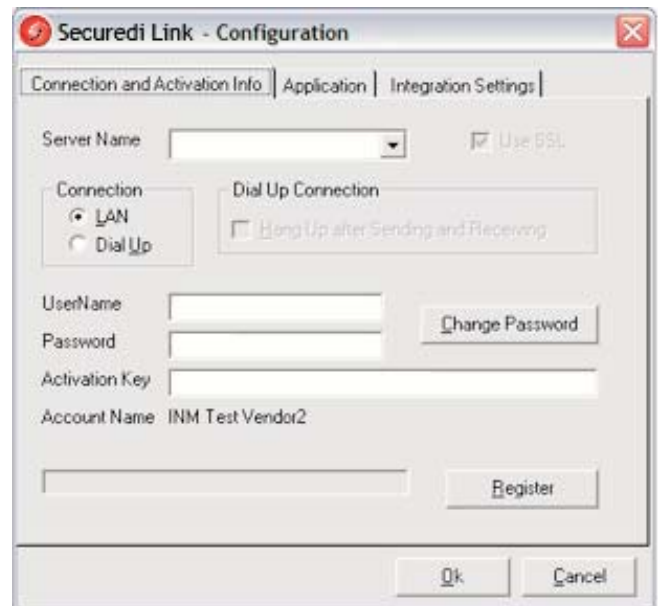 Securedi Link - Configuration
Connection and Activation Info Application Integration Settings
Server Name Use SSL
Connection Dial Up Connection
LAN
Hang Up after Sending and Receiving
Dial Up
UserName
Change Password
Password
Activation Key
Account Name INM Test Vendor2
Register
Ok Cancel